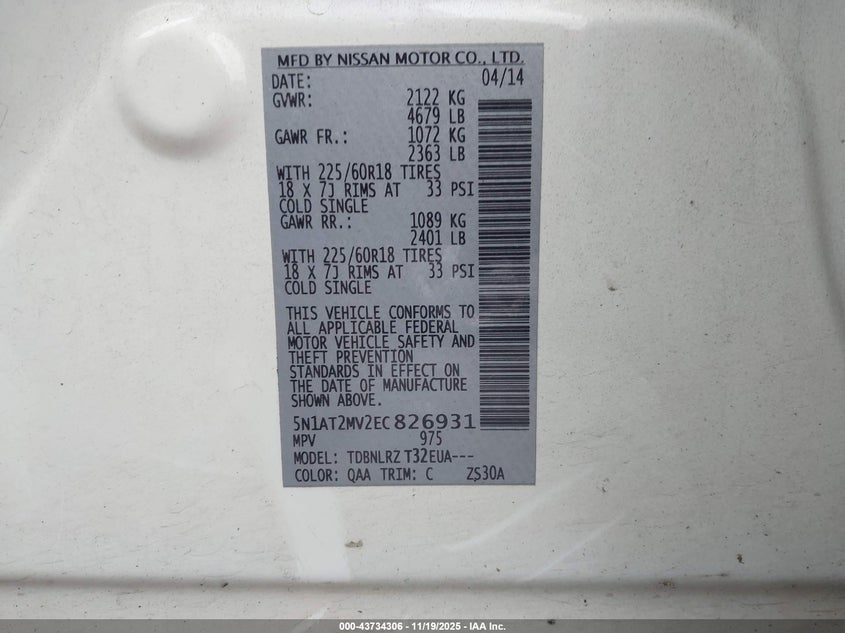 MFD BY NISSAN MOTOR CO., LTD.
DATE: 04/14
GVWR: 2122 KG
4679 LB
GAWR FR.: 1072 KG
2363 LB
WITH 225/60R18 TIRES
18 X 7J RIMS AT 33 PSI
COLD SINGLE
GAWR RR.: 1089 KG
2401 LB
WITH 225/60R18 TIRES
18 X 7J RIMS AT 33 PSI
COLD SINGLE
THIS VEHICLE CONFORMS TO
ALL APPLICABLE FEDERAL
MOTOR VEHICLE SAFETY AND
THEFT PREVENTION
STANDARDS IN EFFECT ON
THE DATE OF MANUFACTURE
SHOWN ABOVE.
5N1AT2MV2EC826931
MPV 975
MODEL: TDBNLRZ T32EUA---
COLOR: QAA TRIM: C ZS30A
000-43734306 - 11/19/2025 - IAA Inc.